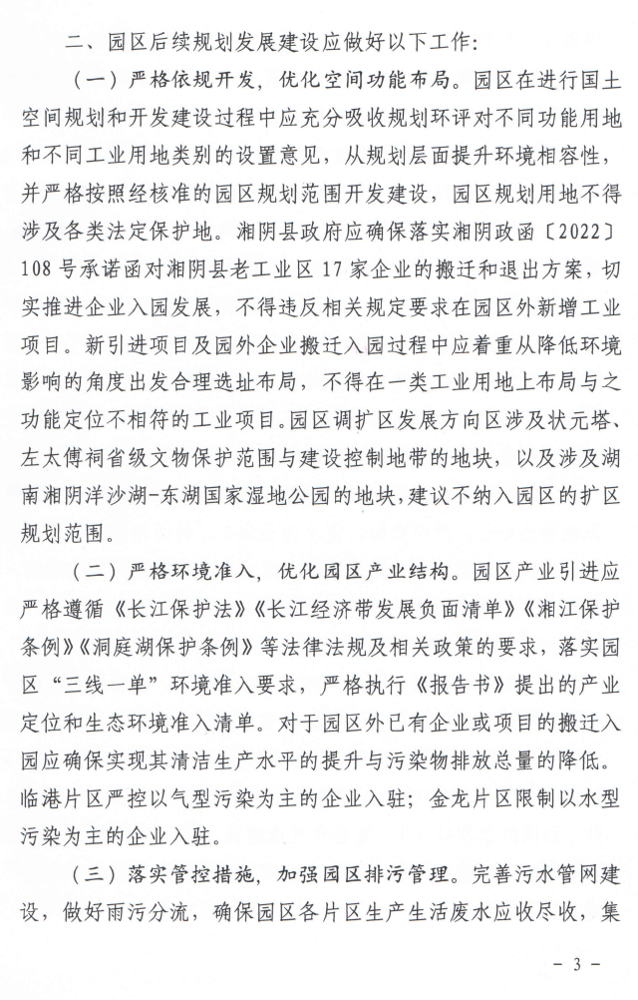 二、园区后续规划发展建设应做好以下工作：
（一）严格依规开发，优化空间功能布局。园区在进行国土
空间规划和开发建设过程中应充分吸收规划环评对不同功能用地
和不同工业用地类别的设置意见，从规划层面提升环境相容性，
并严格按照经核准的园区规划范围开发建设，园区规划用地不得
涉及各类法定保护地。湘阴县政府应确保落实湘阴政函〔2022〕
108 号承诺函对湘阴县老工业区 17 家企业的搬迁和退出方案，切
实推进企业入园发展，不得违反相关规定要求在园区外新增工业
项目。新引进项目及园外企业搬迁入园过程中应着重从降低环境
影响的角度出发合理选址布局，不得在一类工业用地上布局与之
功能定位不相符的工业项目。园区调扩区发展方向区涉及状元塔、
左太傅祠省级文物保护范围与建设控制地带的地块，以及涉及湖
南湘阴洋沙湖-东湖国家湿地公园的地块，建议不纳入园区的扩区
规划范围。
（二）严格环境准入，优化园区产业结构。园区产业引进应
严格遵循《长江保护法》《长江经济带发展负面清单》《湘江保护
条例》《洞庭湖保护条例》等法律法规及相关政策的要求，落实园
区“三线一单”环境准入要求，严格执行《报告书》提出的产业
定位和生态环境准入清单。对于园区外已有企业或项目的搬迁入
园应确保实现其清洁生产水平的提升与污染物排放总量的降低。
临港片区严控以气型污染为主的企业入驻；金龙片区限制以水型
污染为主的企业入驻。
（三）落实管控措施，加强园区排污管理。完善污水管网建
设，做好雨污分流，确保园区各片区生产生活废水应收尽收，集
- 3 -